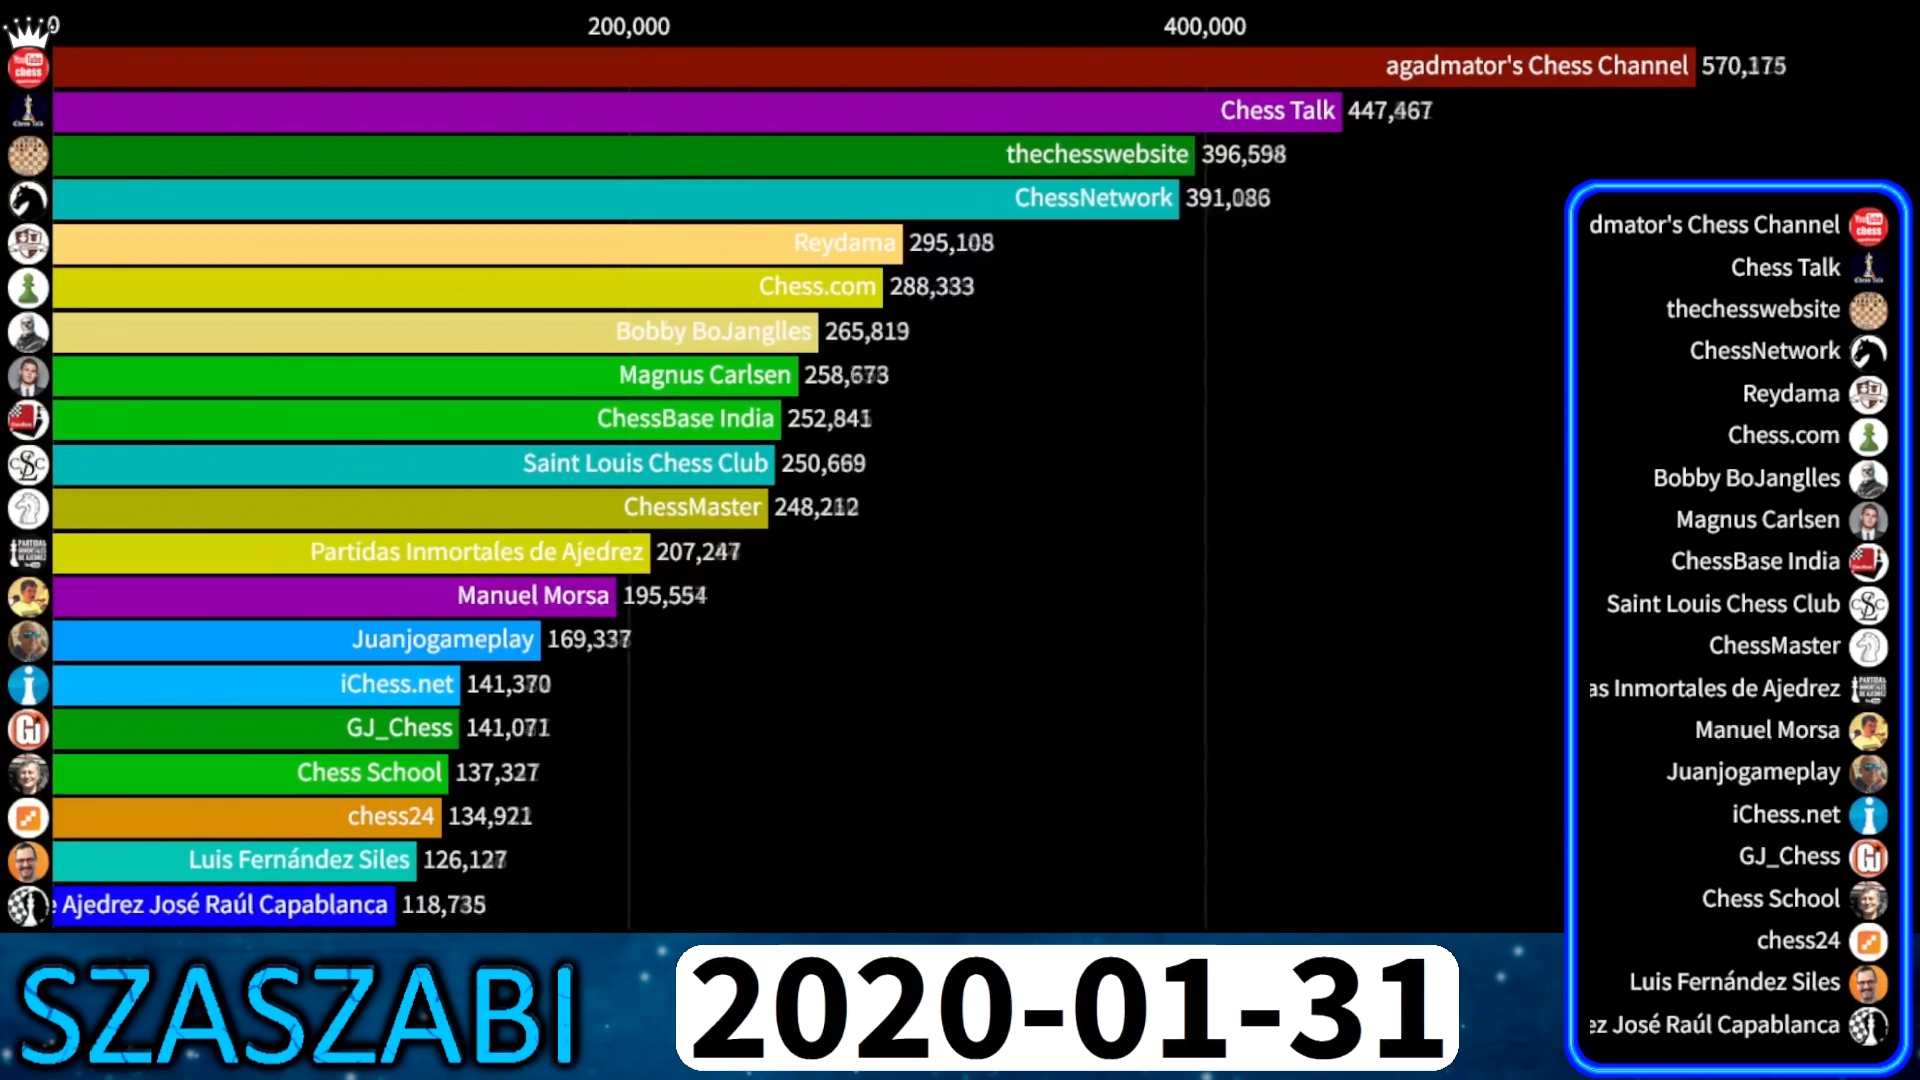 0 200,000 400,000
agadmator's Chess Channel 570,175
Chess Talk 447,467
thechesswebsite 396,598
ChessNetwork 391,086
Reydama 295,108
Chess.com 288,333
Bobby BoJanglles 265,819
Magnus Carlsen 258,673
ChessBase India 252,841
Saint Louis Chess Club 250,669
ChessMaster 248,212
Partidas Inmortales de Ajedrez 207,247
Manuel Morsa 195,554
Juanjogameplay 169,337
iChess.net 141,370
GJ_Chess 141,071
Chess School 137,327
chess24 134,921
Luis Fernández Siles 126,127
e Ajedrez José Raúl Capablanca 118,735
dmator's Chess Channel
Chess Talk
thechesswebsite
ChessNetwork
Reydama
Chess.com
Bobby BoJanglles
Magnus Carlsen
ChessBase India
Saint Louis Chess Club
ChessMaster
as Inmortales de Ajedrez
Manuel Morsa
Juanjogameplay
iChess.net
GJ_Chess
Chess School
chess24
Luis Fernández Siles
ez José Raúl Capablanca
SZASZABI
2020-01-31